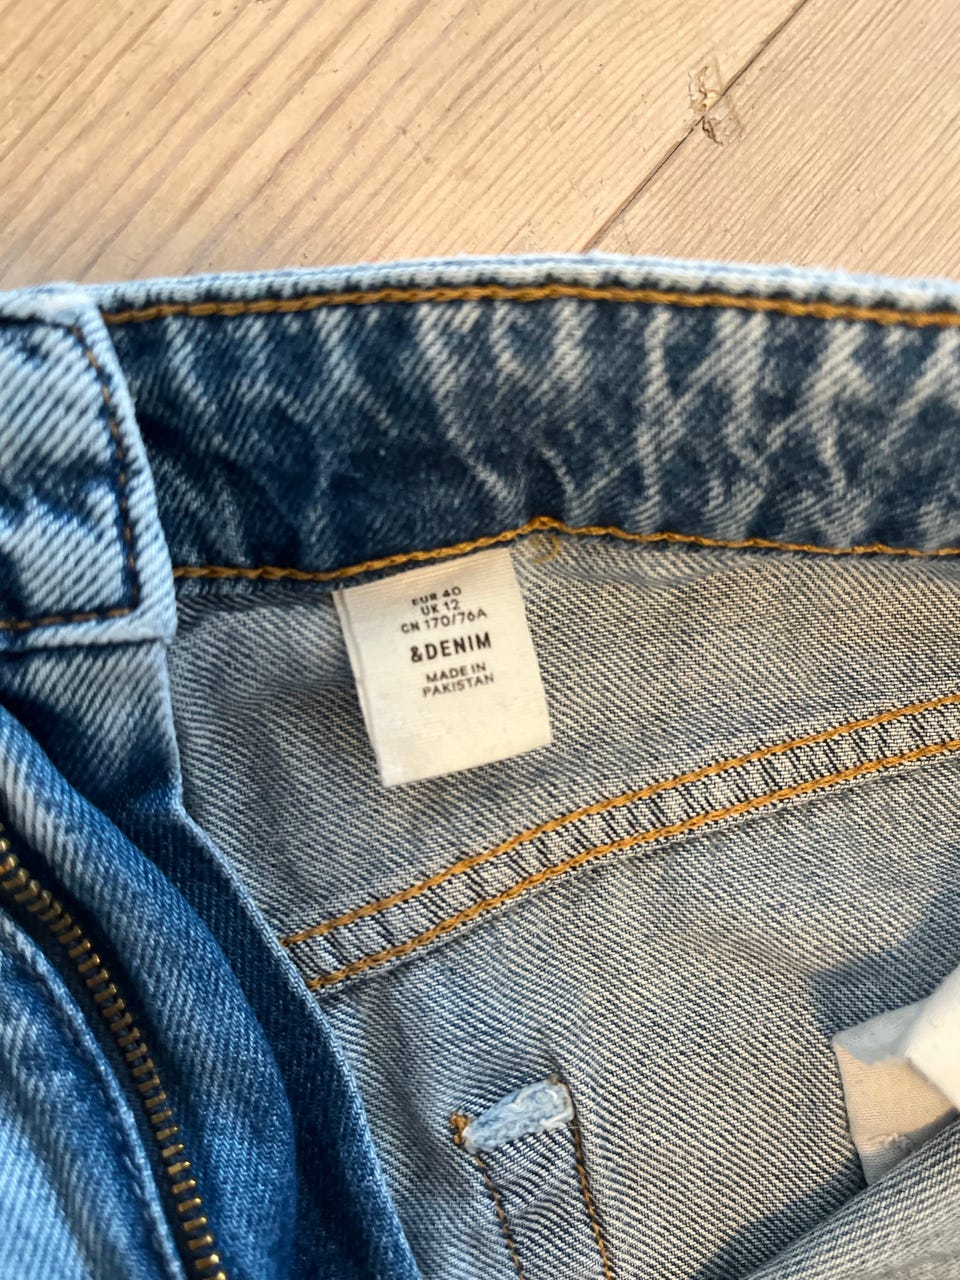 EUR 40
UK 12
CN 170/76A
&DENIM
MADE IN
PAKISTAN